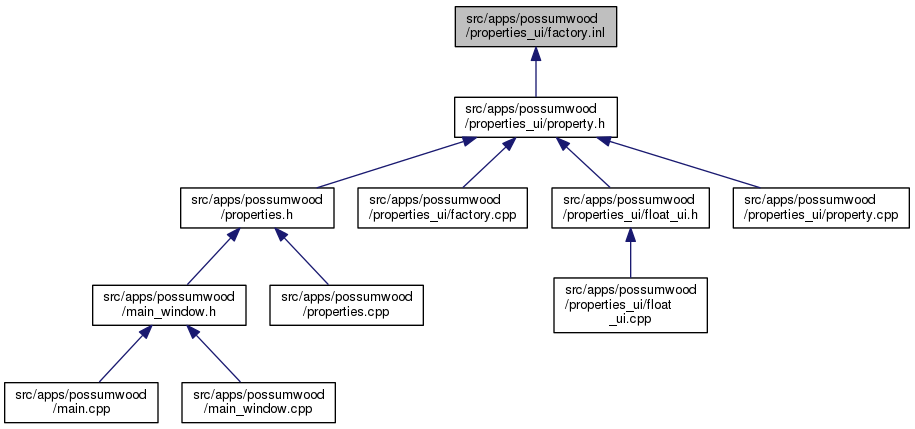 src/apps/possumwood
/properties_ui/factory.inl
src/apps/possumwood
/properties_ui/property.h
src/apps/possumwood
/properties.h
src/apps/possumwood
/properties_ui/factory.cpp
src/apps/possumwood
/properties_ui/float_ui.h
src/apps/possumwood
/properties_ui/property.cpp
src/apps/possumwood
/main_window.h
src/apps/possumwood
/properties.cpp
src/apps/possumwood
/properties_ui/float
_ui.cpp
src/apps/possumwood
/main.cpp
src/apps/possumwood
/main_window.cpp